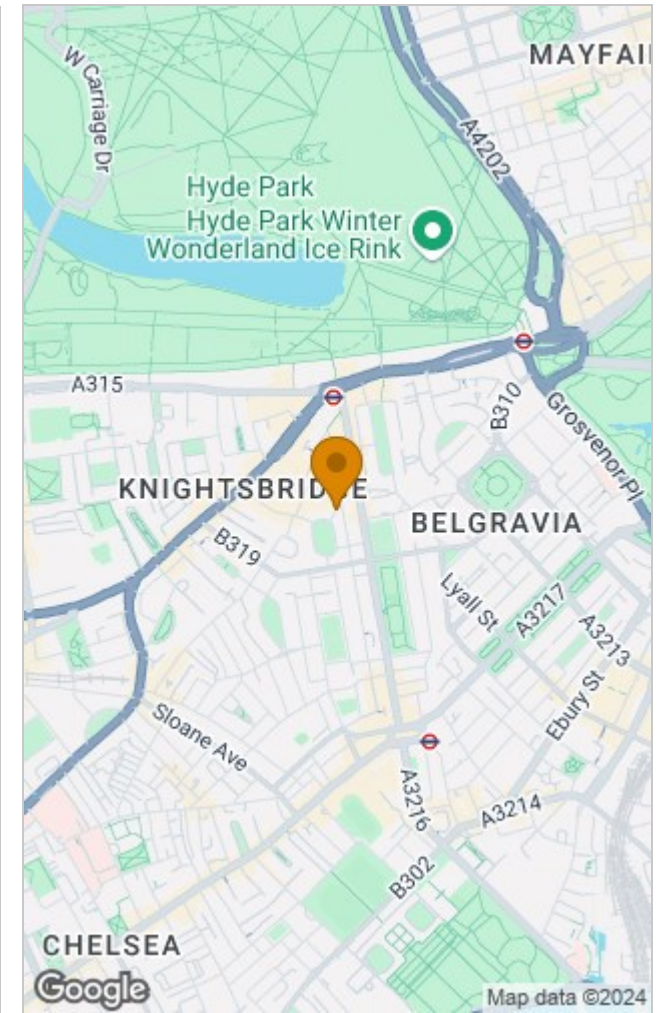 MAYFAI
W Carriage Dr
A4202
Hyde Park
Hyde Park Winter
Wonderland Ice Rink
A315
B310
Grosvenor Pl
KNIGHTSBRIDGE
BELGRAVIA
B319
Lyall St
A3217
A3213
Ebury St
Sloane Ave
A3216
A3214
B302
CHELSEA
Google
Map data ©2024